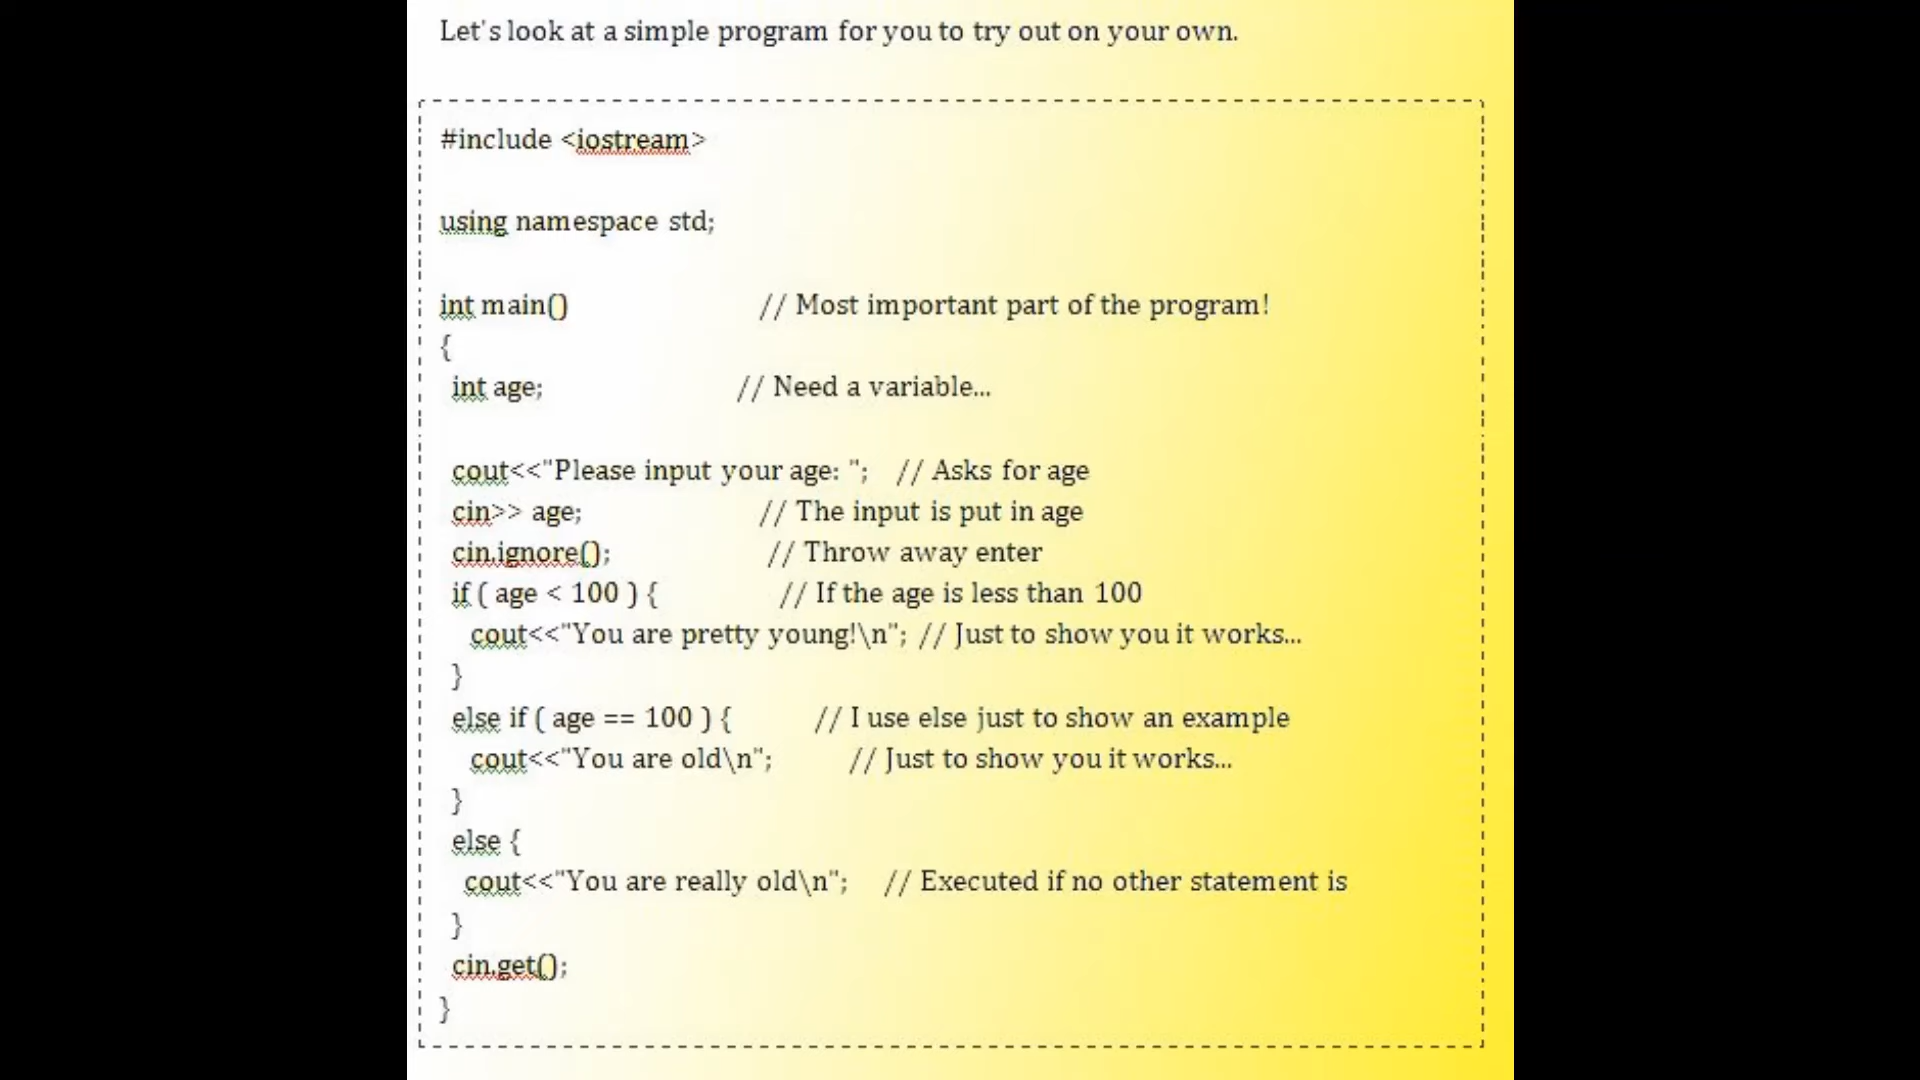 Let's look at a simple program for you to try out on your own.
#include <iostream>
using namespace std;
int main() // Most important part of the program!
{
int age; // Need a variable...
cout<<"Please input your age: "; // Asks for age
cin>> age; // The input is put in age
cin.ignore(); // Throw away enter
if ( age < 100 ) { // If the age is less than 100
cout<<"You are pretty young!\n"; // Just to show you it works...
}
else if ( age == 100 ) { // I use else just to show an example
cout<<"You are old\n"; // Just to show you it works...
}
else {
cout<<"You are really old\n"; // Executed if no other statement is
}
cin.get();
}